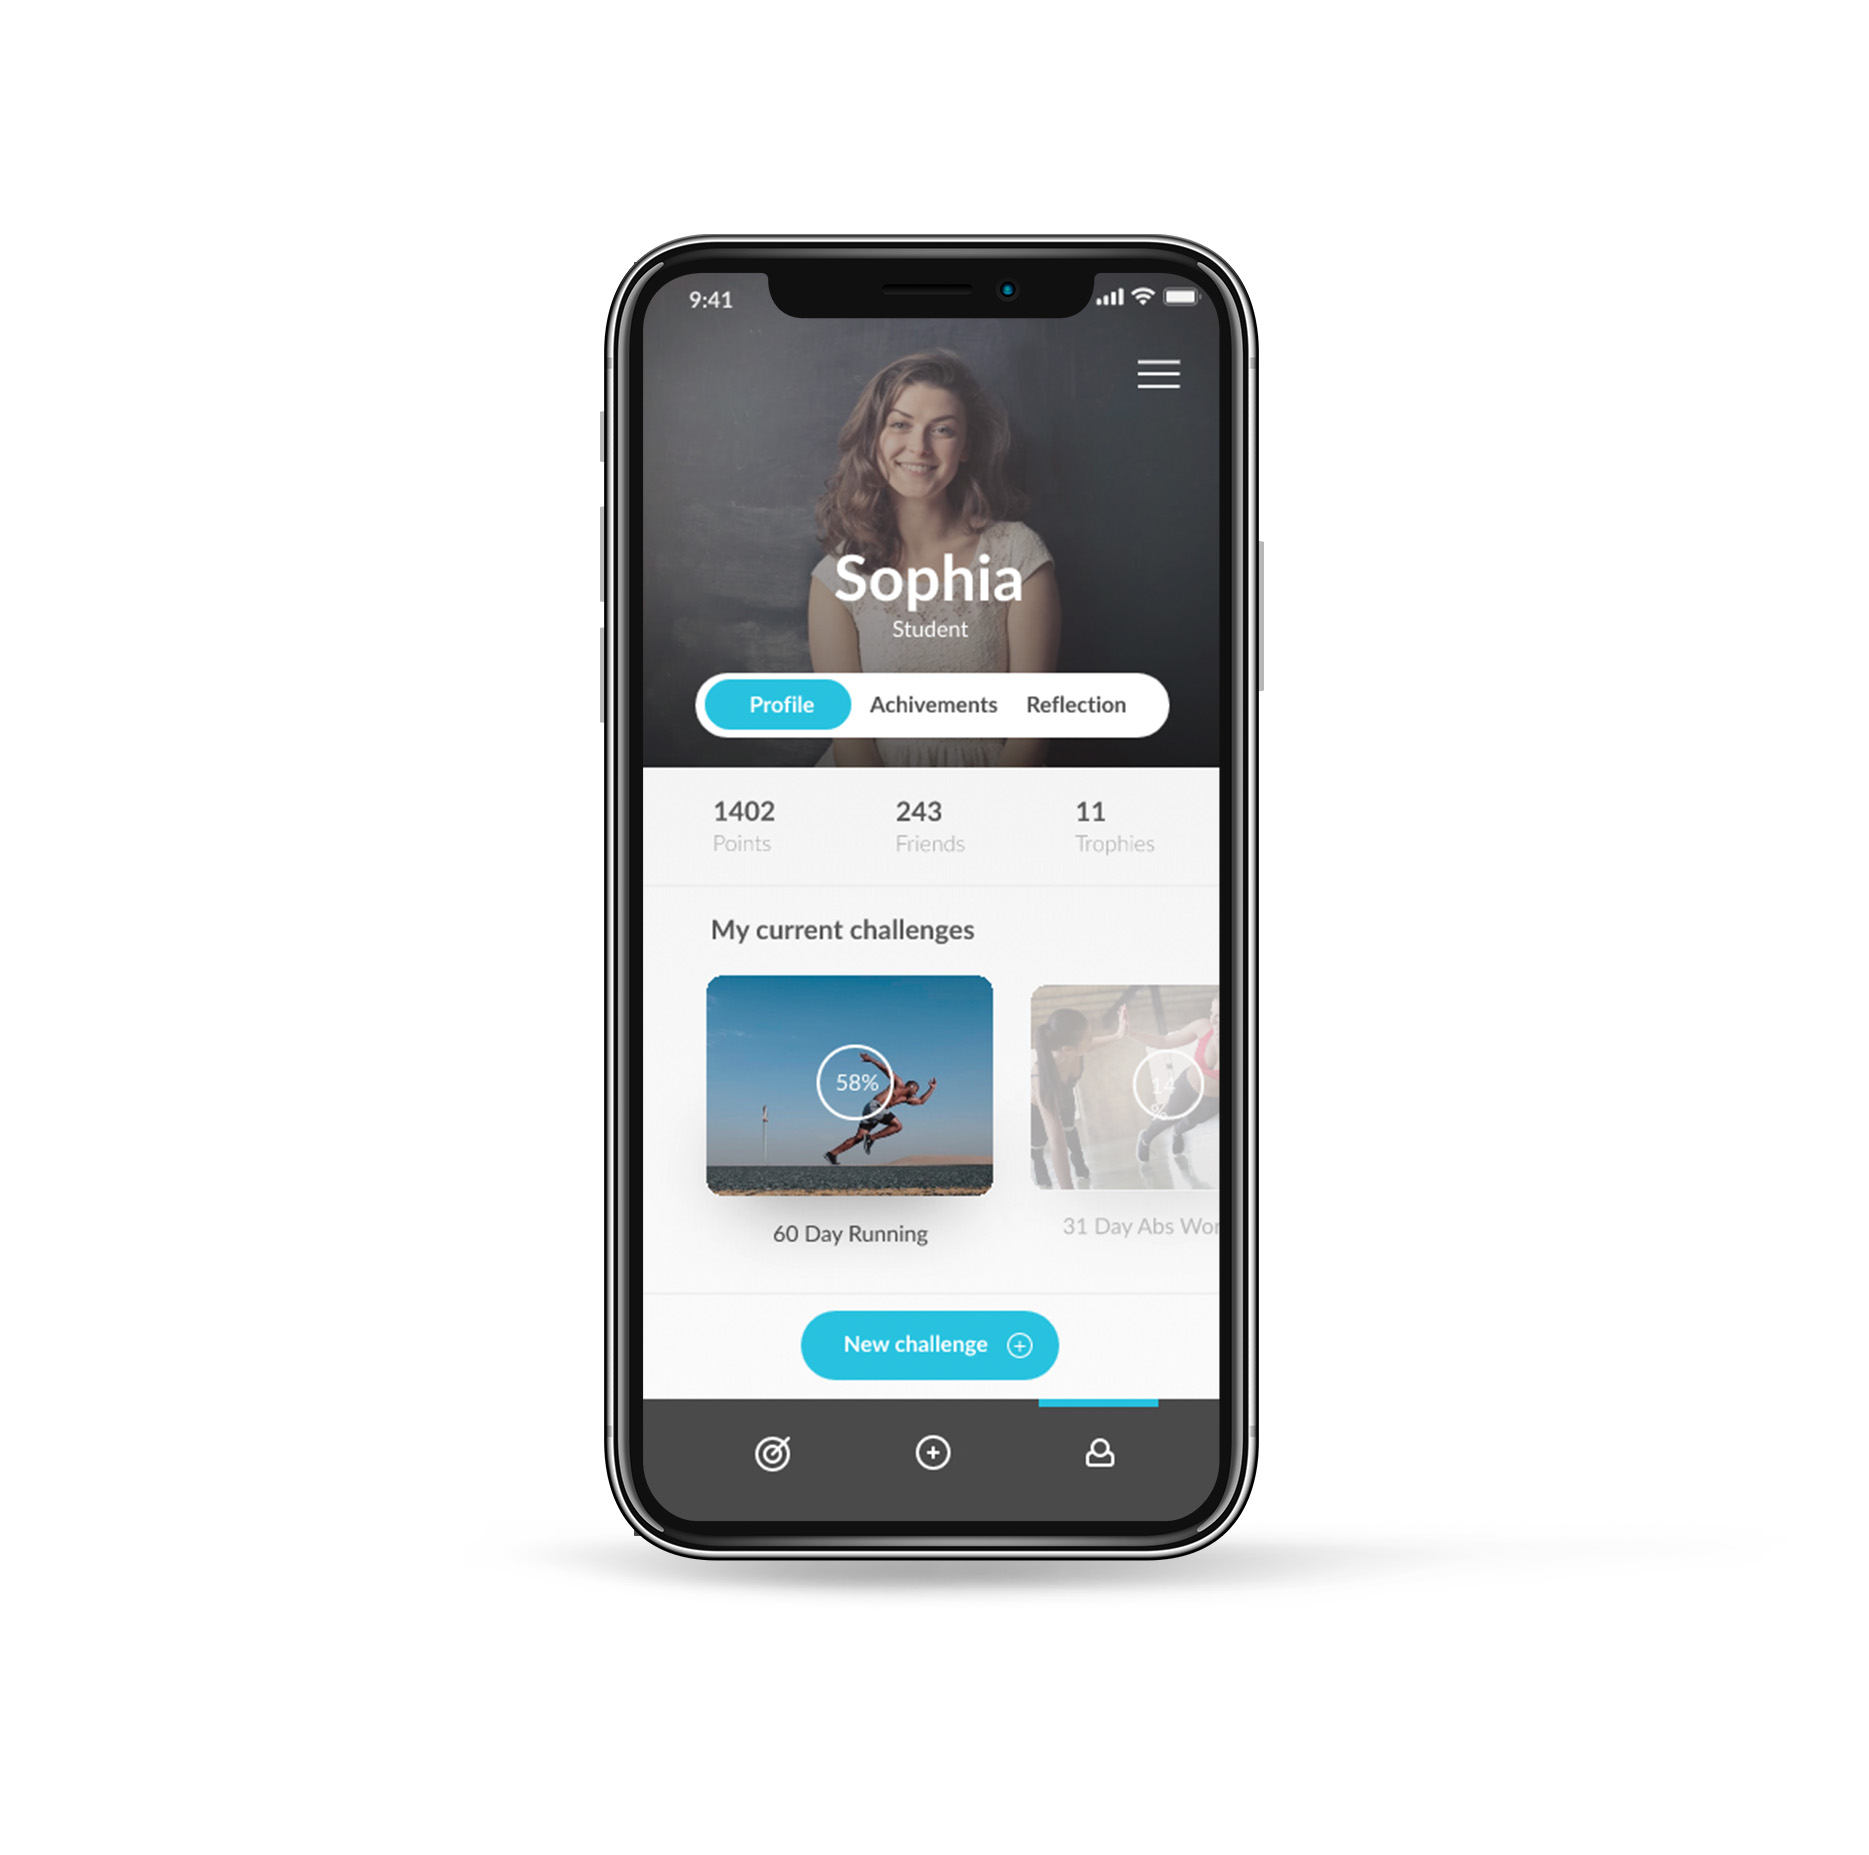 9:41
Sophia
Student
Profile Achivements Reflection
1402 243 11
Points Friends Trophies
My current challenges
58%
14
%
60 Day Running
31 Day Abs Wor
New challenge